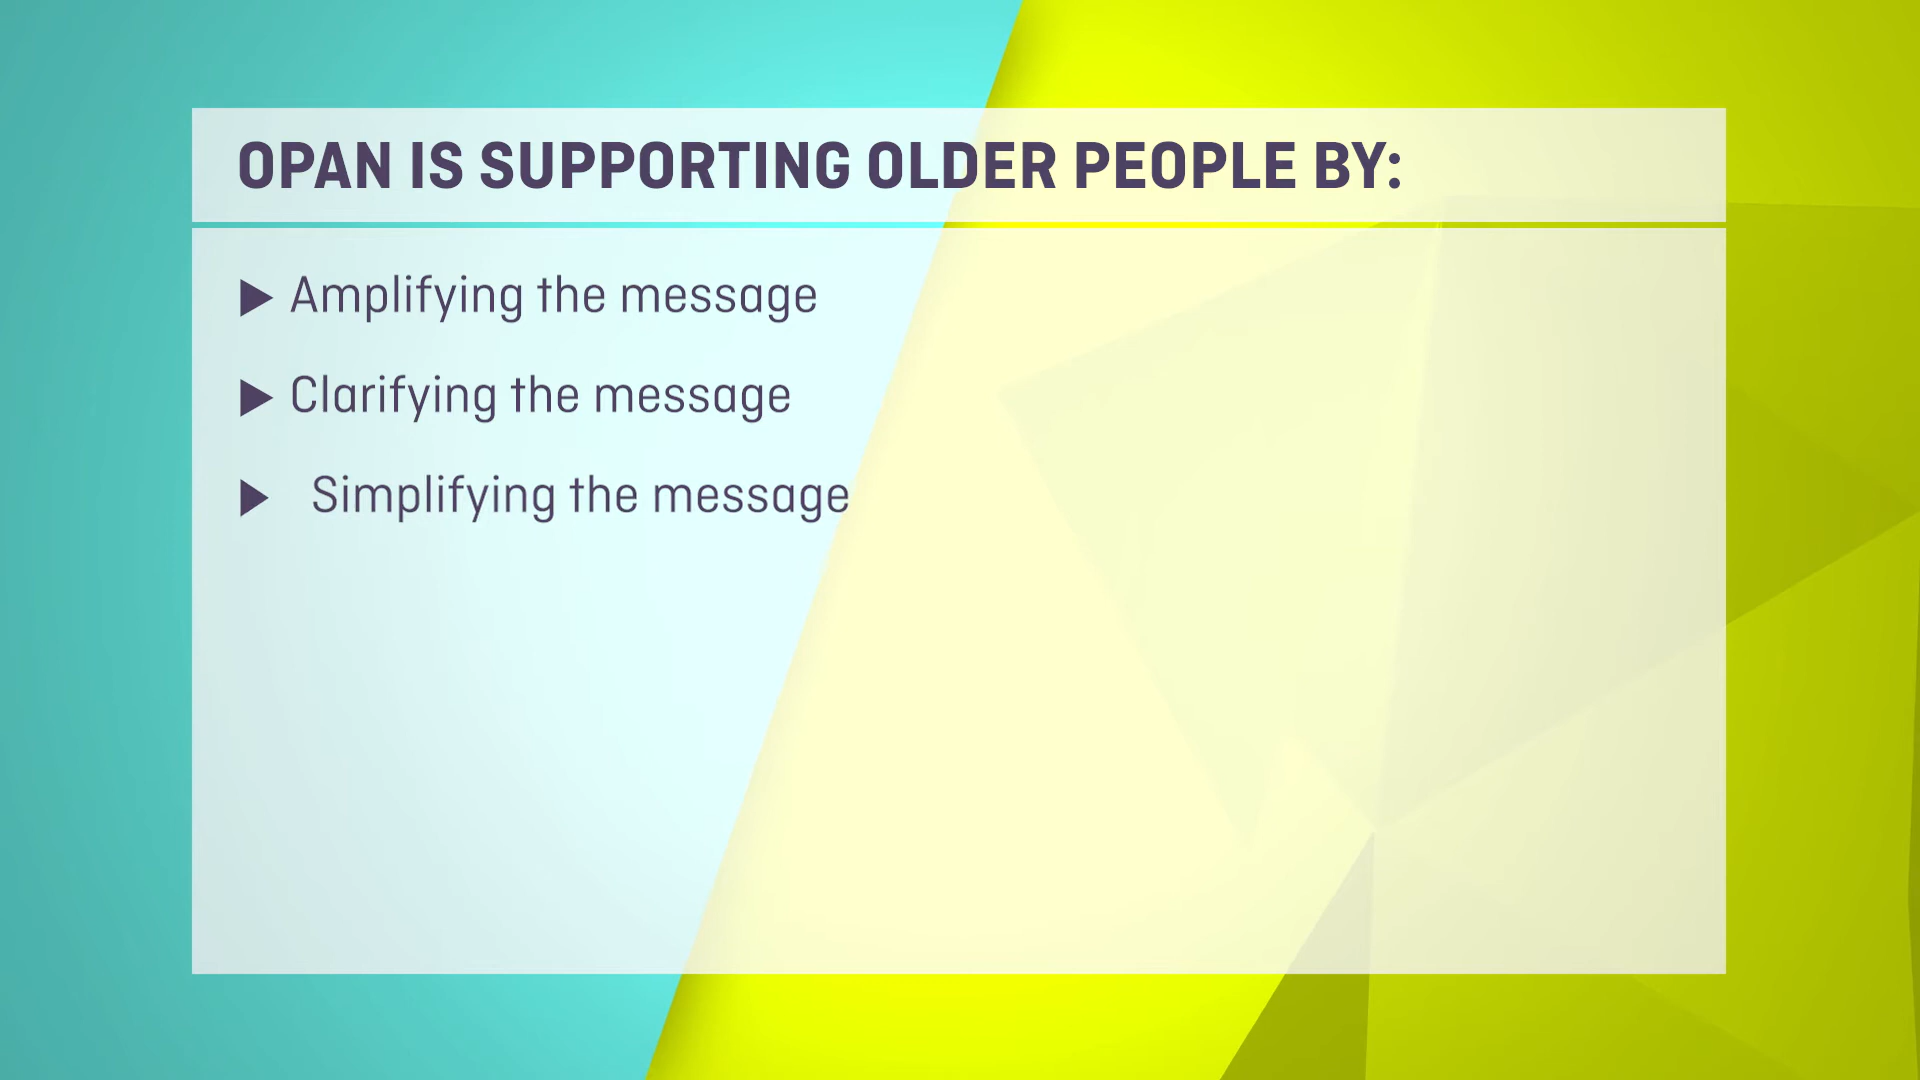 OPAN IS SUPPORTING OLDER PEOPLE BY:
▶ Amplifying the message
▶ Clarifying the message
▶ Simplifying the message